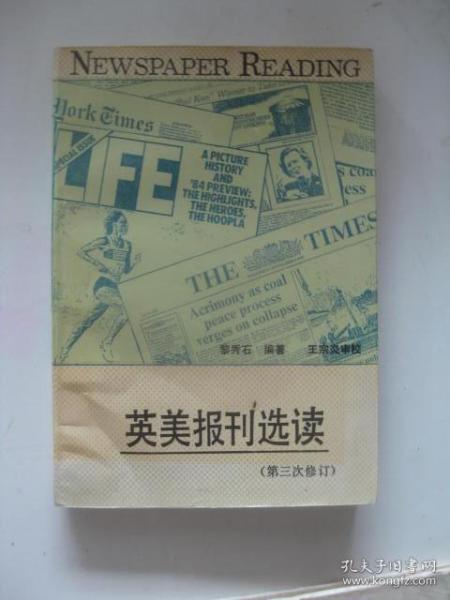 NEWSPAPER READING
York Times
SPECIAL ISSUE
LIFE
A PICTURE
HISTORY
AND
'84 PREVIEW:
THE HIGHLIGHTS,
THE HEROES,
THE HOOPLA
THE TIMES
Acrimony as coal
peace process
verges on collapse
黎秀石 编著 王宗炎审校
英美报刊选读
(第三次修订)
孔夫子旧书网
www.kongfz.com